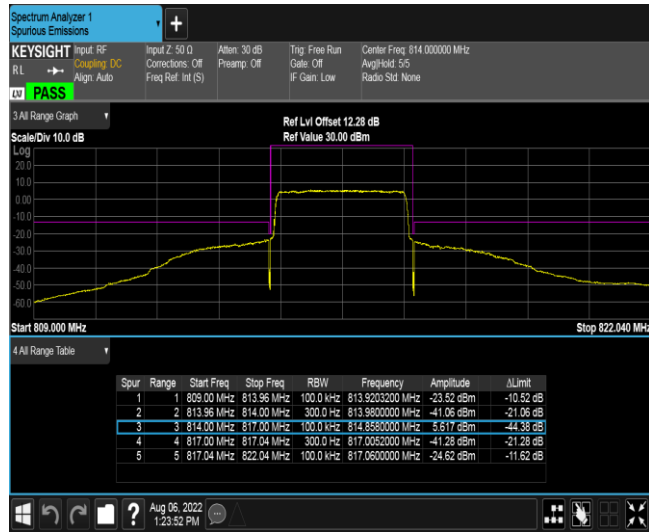 Spectrum Analyzer 1
Spurious Emissions
+
KEYSIGHT Input: RF Input Z: 50 Ω Atten: 30 dB Trig: Free Run Center Freq: 814.000000 MHz
RL Coupling: DC Corrections: Off Preamp: Off Gate: Off Avg|Hold: 5/5
Align: Auto Freq Ref: Int (S) IF Gain: Low Radio Std: None
LXI PASS
3 All Range Graph
Ref Lvl Offset 12.28 dB
Scale/Div 10.0 dB Ref Value 30.00 dBm
Log
20.0
10.0
0.00
-10.0
-20.0
-30.0
-40.0
-50.0
-60.0
Start 809.000 MHz Stop 822.040 MHz
4 All Range Table
Spur Range Start Freq Stop Freq RBW Frequency Amplitude ΔLimit
1 1 809.00 MHz 813.96 MHz 100.0 kHz 813.9203200 MHz -23.52 dBm -10.52 dB
2 2 813.96 MHz 814.00 MHz 300.0 Hz 813.9800000 MHz -41.06 dBm -21.06 dB
3 3 814.00 MHz 817.00 MHz 100.0 kHz 814.8580000 MHz 5.617 dBm -44.38 dB
4 4 817.00 MHz 817.04 MHz 300.0 Hz 817.0052000 MHz -41.28 dBm -21.28 dB
5 5 817.04 MHz 822.04 MHz 100.0 kHz 817.0600000 MHz -24.62 dBm -11.62 dB
? Aug 06, 2022
1:23:52 PM